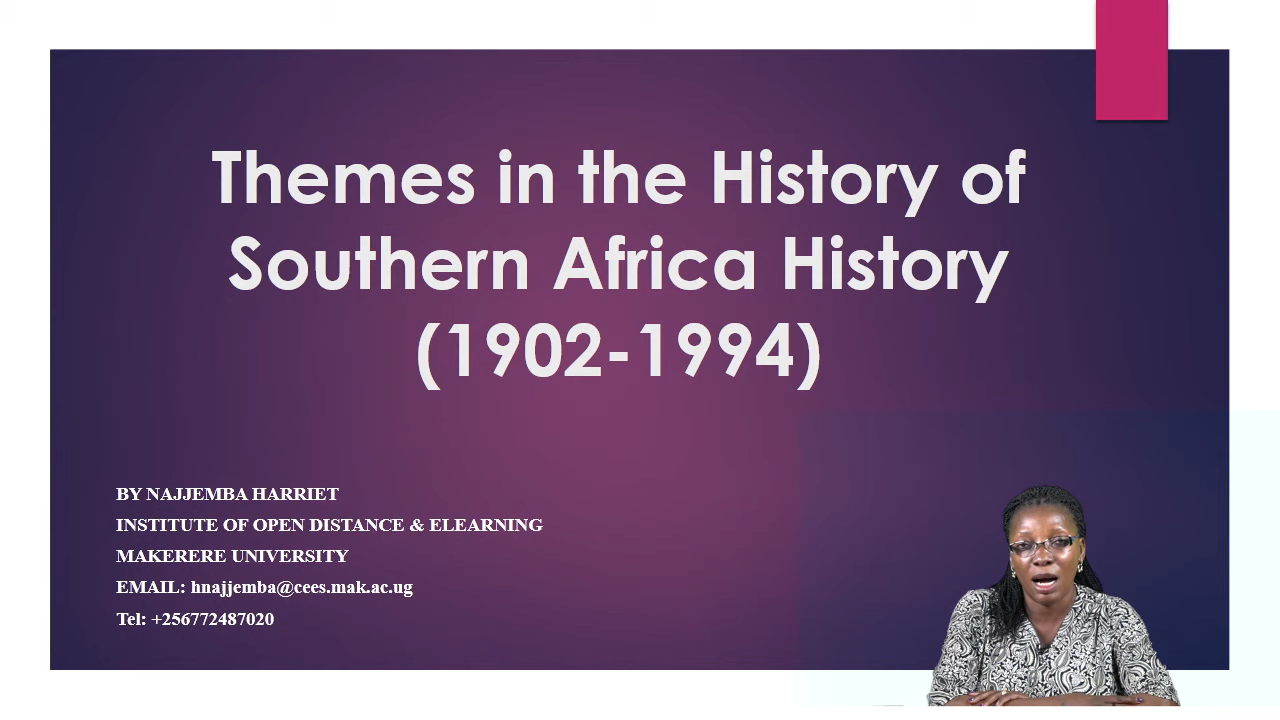 Themes in the History of
Southern Africa History
(1902-1994)
BY NAJJEMBA HARRIET
INSTITUTE OF OPEN DISTANCE & ELEARNING
MAKERERE UNIVERSITY
EMAIL: hnajjemba@cees.mak.ac.ug
Tel: +256772487020